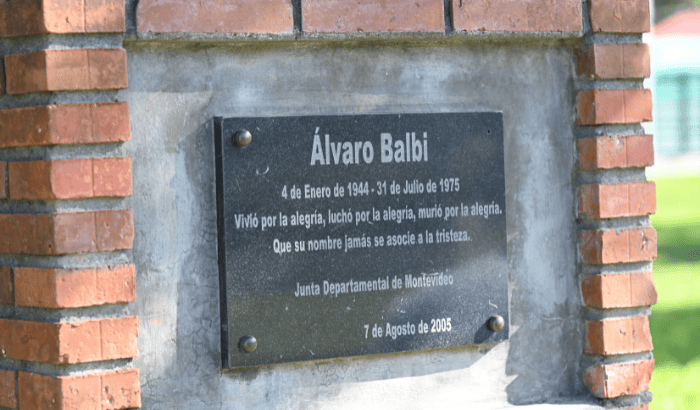 Álvaro Balbi
4 de Enero de 1944 - 31 de Julio de 1975
Vivió por la alegría, luchó por la alegría, murió por la alegría.
Que su nombre jamás se asocie a la tristeza.
Junta Departamental de Montevideo
7 de Agosto de 2005